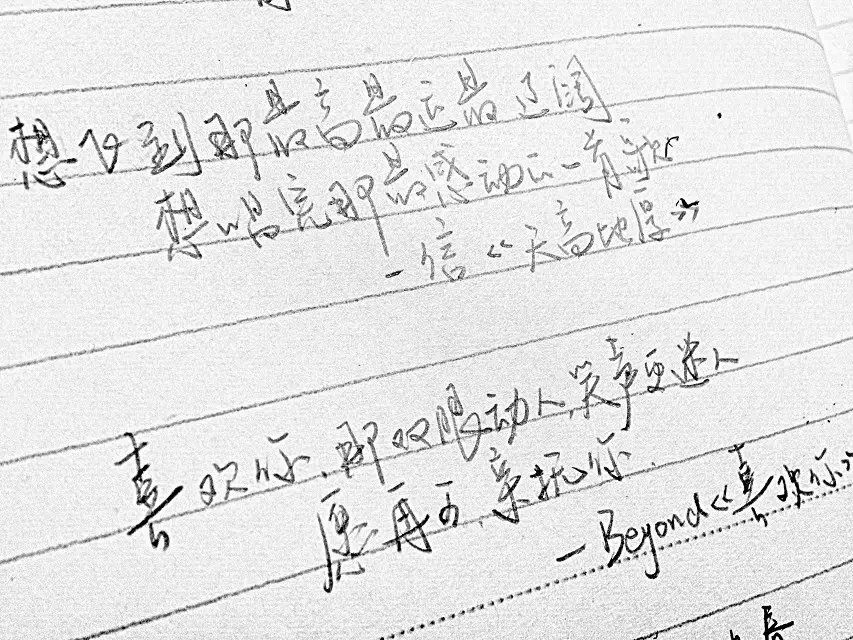 想飞到那最高最远最辽阔
想唱完那最感动的一首歌
—信《天高地厚》
喜欢你,那双眼动人,笑声更迷人
愿再可,亲抚你.
—Beyond《喜欢你》